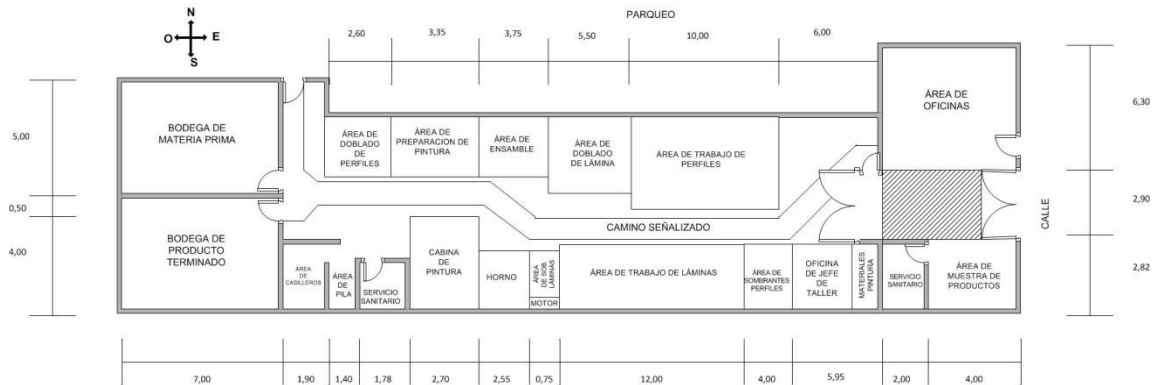 PARQUEO
N
O E
S
2,60
3,35
3,75
5,50
10,00
6,00
BODEGA DE
MATERIA PRIMA
ÁREA DE
DOBLADO
DE
PERFILES
ÁREA DE
PREPARACION DE
PINTURA
ÁREA DE
ENSAMBLE
ÁREA DE
DOBLADO
DE LÁMINA
ÁREA DE TRABAJO DE
PERFILES
ÁREA DE
OFICINAS
5,00
0,50
4,00
6,30
2,90
2,82
CALLE
CAMINO SEÑALIZADO
BODEGA DE
PRODUCTO
TERMINADO
ÁREA
DE
CASILLEROS
ÁREA
DE
PILA
SERVICIO
SANITARIO
CABINA
DE
PINTURA
HORNO
ÁREA
DE SOB.
LÁMINAS
MOTOR
ÁREA DE TRABAJO DE LÁMINAS
ÁREA DE
SOMBRANTES
PERFILES
OFICINA
DE JEFE
DE
TALLER
MATERIALES
PINTURA
SERVICIO
SANITARIO
ÁREA DE
MUESTRA DE
PRODUCTOS
7,00
1,90
1,40
1,78
2,70
2,55
0,75
12,00
4,00
5,95
2,00
4,00